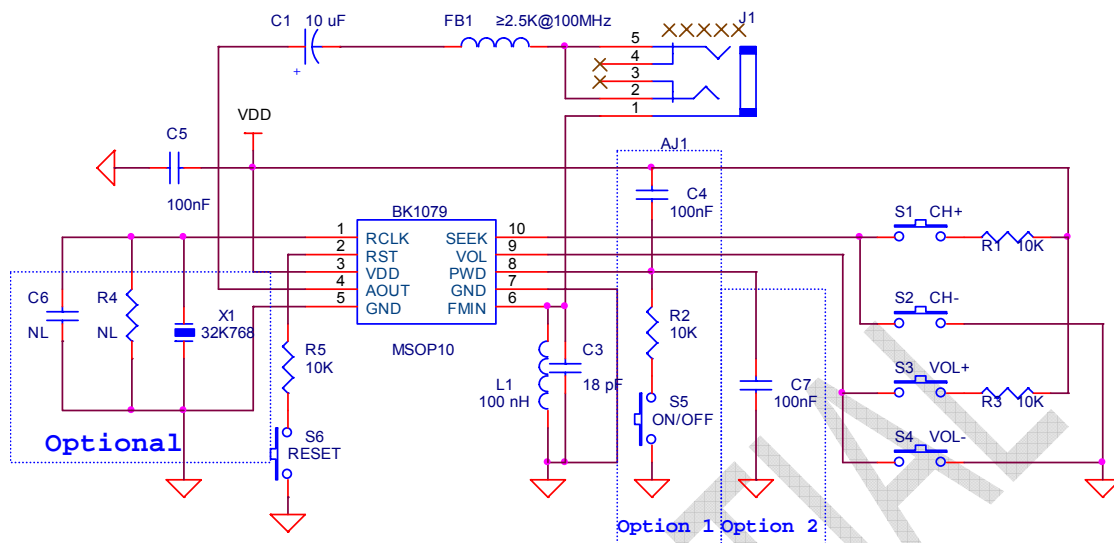 C1 10 uF
+
FB1 ≥2.5K@100MHz
J1
5
4
3
2
1
VDD
C5
100nF
AJ1
C4
100nF
BK1079
1 RCLK SEEK 10
2 RST VOL 9
3 VDD PWD 8
4 AOUT GND 7
5 GND FMIN 6
MSOP10
S1 CH+
R1 10K
S2 CH-
S3 VOL+
R3 10K
S4 VOL-
C6
NL
R4
NL
X1
32K768
R5
10K
S6
RESET
L1
100 nH
C3
18 pF
R2
10K
S5
ON/OFF
C7
100nF
Optional
Option 1
Option 2
TIAL